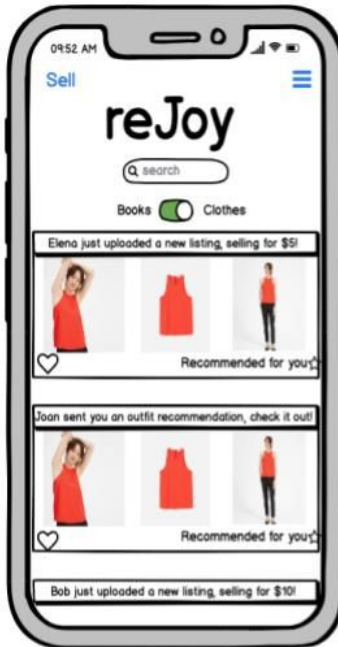 09:52 AM
Sell
reJoy
search
Books Clothes
Elena just uploaded a new listing, selling for $5!
Recommended for you
Joan sent you an outfit recommendation, check it out!
Recommended for you
Bob just uploaded a new listing, selling for $10!